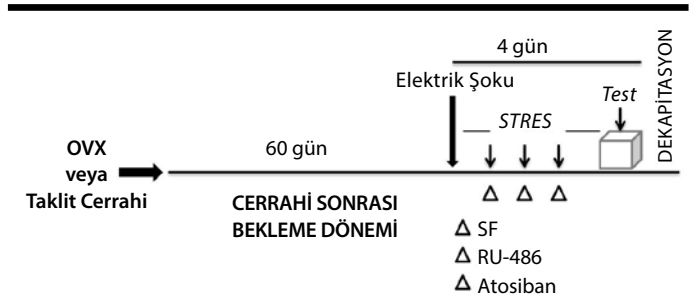 4 gün
Elektrik Şoku
Test
STRES
DEKAPİTASYON
OVX
veya
Taklit Cerrahi
60 gün
CERRAHİ SONRASI
BEKLEME DÖNEMİ
Δ Δ Δ
Δ SF
Δ RU-486
Δ Atosiban